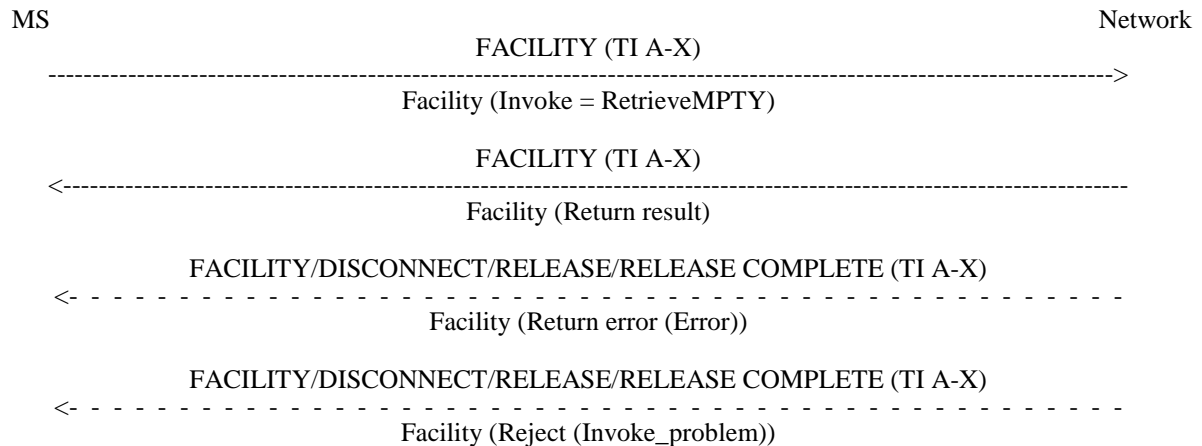 MS Network
FACILITY (TI A-X)
Facility (Invoke = RetrieveMPTY)
FACILITY (TI A-X)
Facility (Return result)
FACILITY/DISCONNECT/RELEASE/RELEASE COMPLETE (TI A-X)
Facility (Return error (Error))
FACILITY/DISCONNECT/RELEASE/RELEASE COMPLETE (TI A-X)
Facility (Reject (Invoke_problem))